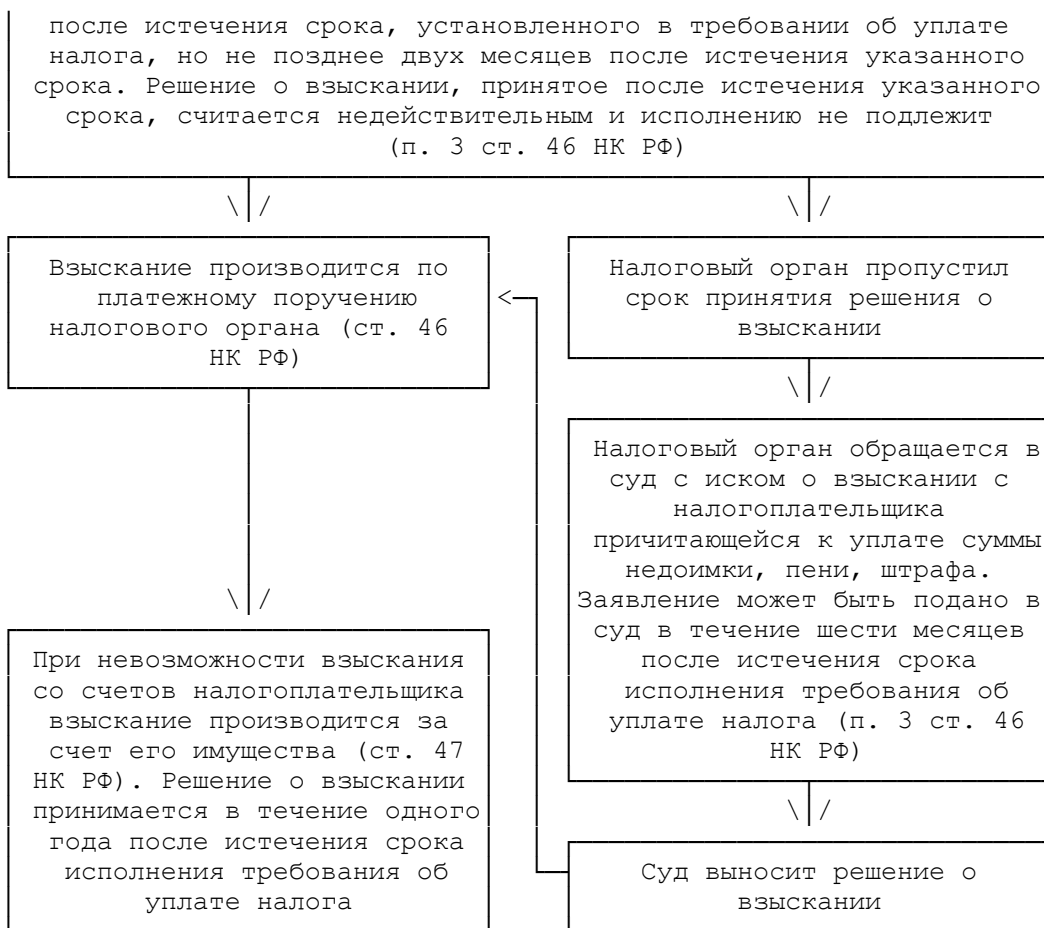 после истечения срока, установленного в требовании об уплате
налога, но не позднее двух месяцев после истечения указанного
срока. Решение о взыскании, принятое после истечения указанного
срока, считается недействительным и исполнению не подлежит
(п. 3 ст. 46 НК РФ)
Взыскание производится по
платежному поручению
налогового органа (ст. 46
НК РФ)
Налоговый орган пропустил
срок принятия решения о
взыскании
Налоговый орган обращается в
суд с иском о взыскании с
налогоплательщика
причитающейся к уплате суммы
недоимки, пени, штрафа.
Заявление может быть подано в
суд в течение шести месяцев
после истечения срока
исполнения требования об
уплате налога (п. 3 ст. 46
НК РФ)
При невозможности взыскания
со счетов налогоплательщика
взыскание производится за
счет его имущества (ст. 47
НК РФ). Решение о взыскании
принимается в течение одного
года после истечения срока
исполнения требования об
уплате налога
Суд выносит решение о
взыскании